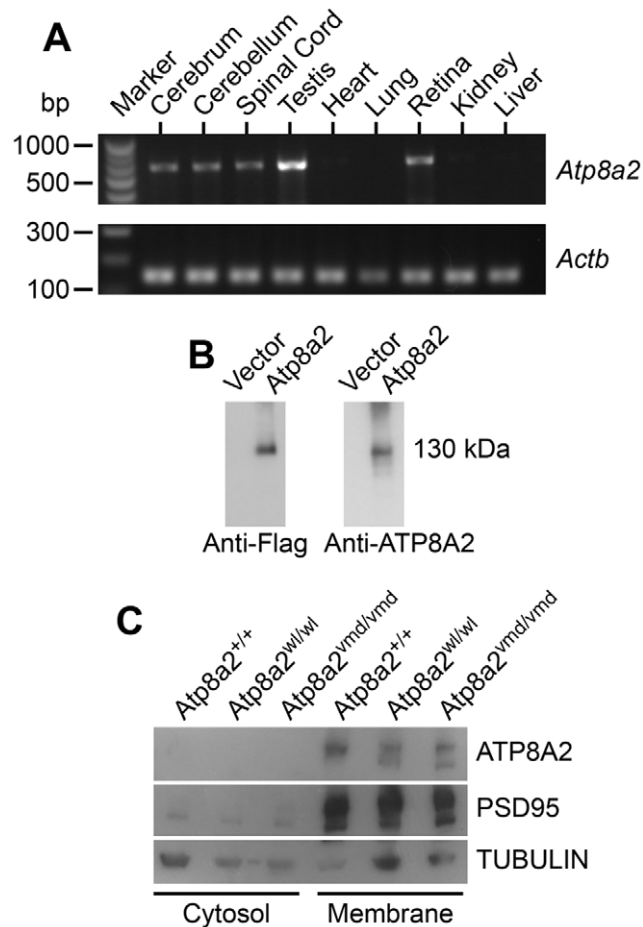 A
Marker
Cerebrum
Cerebellum
Spinal Cord
Testis
Heart
Lung
Retina
Kidney
Liver
bp
1000
500
Atp8a2
300
100
Actb
B
Vector
Atp8a2
Vector
Atp8a2
130 kDa
Anti-Flag
Anti-ATP8A2
C
Atp8a2+/+
Atp8a2wl/wl
Atp8a2vmd/vmd
Atp8a2+/+
Atp8a2wl/wl
Atp8a2vmd/vmd
ATP8A2
PSD95
TUBULIN
Cytosol
Membrane